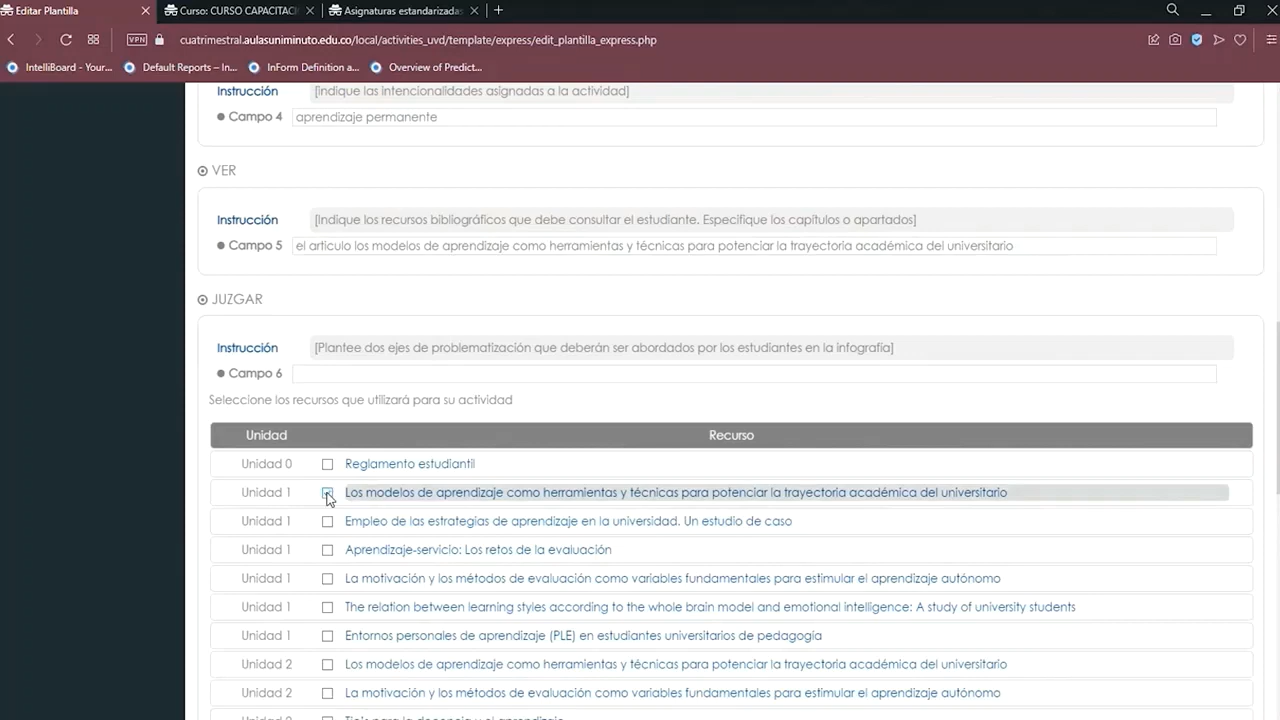 Editar Plantilla
Curso: CURSO CAPACITACI
Asignaturas estandarizadas
VPN
cuatrimestral.aulasuniminuto.edu.co/local/activities_uvd/template/express/edit_plantilla_express.php
IntelliBoard - Your...
Default Reports – In...
InForm Definition a...
Overview of Predict...
Instrucción [indique las intencionalidades asignadas a la actividad]
Campo 4 aprendizaje permanente
VER
Instrucción [Indique los recursos bibliográficos que debe consultar el estudiante. Especifique los capítulos o apartados]
Campo 5 el articulo los modelos de aprendizaje como herramientas y técnicas para potenciar la trayectoria académica del universitario
JUZGAR
Instrucción [Plantee dos ejes de problematización que deberán ser abordados por los estudiantes en la infografía]
Campo 6
Seleccione los recursos que utilizará para su actividad
Unidad Recurso
Unidad 0 Reglamento estudiantil
Unidad 1 Los modelos de aprendizaje como herramientas y técnicas para potenciar la trayectoria académica del universitario
Unidad 1 Empleo de las estrategias de aprendizaje en la universidad. Un estudio de caso
Unidad 1 Aprendizaje-servicio: Los retos de la evaluación
Unidad 1 La motivación y los métodos de evaluación como variables fundamentales para estimular el aprendizaje autónomo
Unidad 1 The relation between learning styles according to the whole brain model and emotional intelligence: A study of university students
Unidad 1 Entornos personales de aprendizaje (PLE) en estudiantes universitarios de pedagogía
Unidad 2 Los modelos de aprendizaje como herramientas y técnicas para potenciar la trayectoria académica del universitario
Unidad 2 La motivación y los métodos de evaluación como variables fundamentales para estimular el aprendizaje autónomo